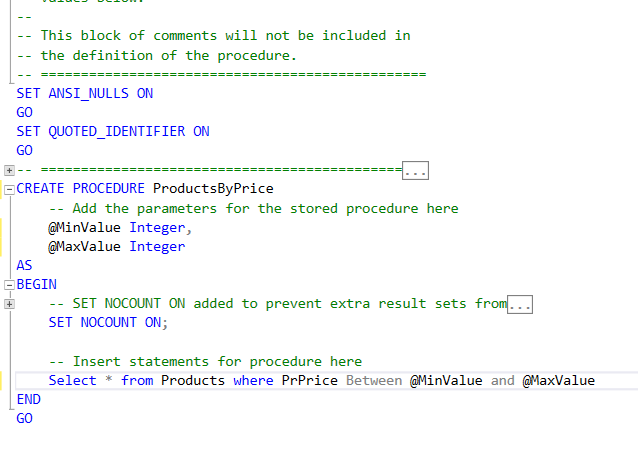 values below.
--
-- This block of comments will not be included in
-- the definition of the procedure.
-- ================================================
SET ANSI_NULLS ON
GO
SET QUOTED_IDENTIFIER ON
GO
-- =============================================...
CREATE PROCEDURE ProductsByPrice
-- Add the parameters for the stored procedure here
@MinValue Integer,
@MaxValue Integer
AS
BEGIN
-- SET NOCOUNT ON added to prevent extra result sets from...
SET NOCOUNT ON;
-- Insert statements for procedure here
Select * from Products where PrPrice Between @MinValue and @MaxValue
END
GO